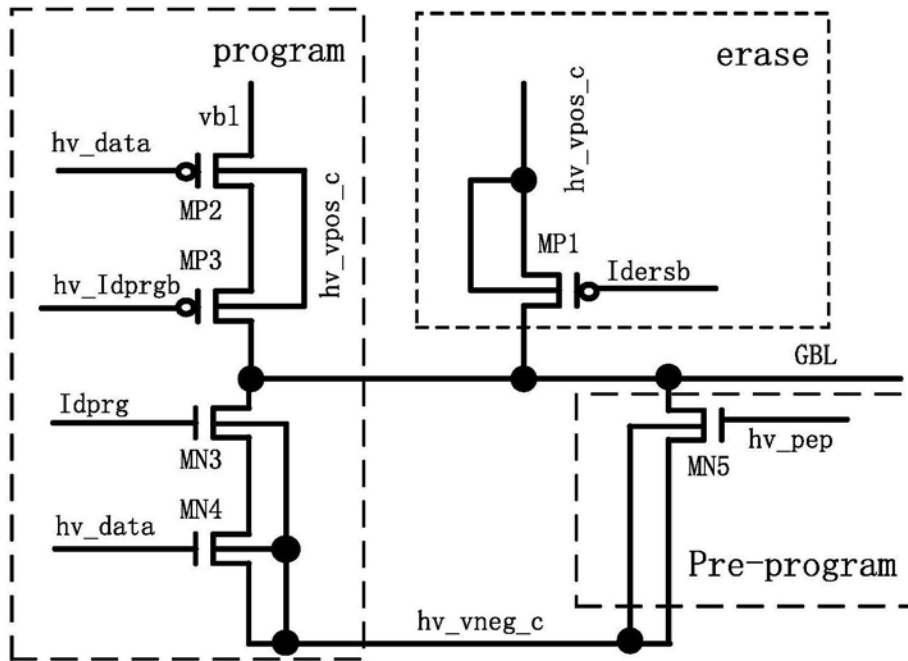 program
vbl
hv_data
MP2
hv_vpos_c
MP3
hv_Idprgb
Idprg
MN3
MN4
hv_data
hv_vneg_c
erase
hv_vpos_c
MP1
Idersb
GBL
hv_pep
MN5
Pre-program